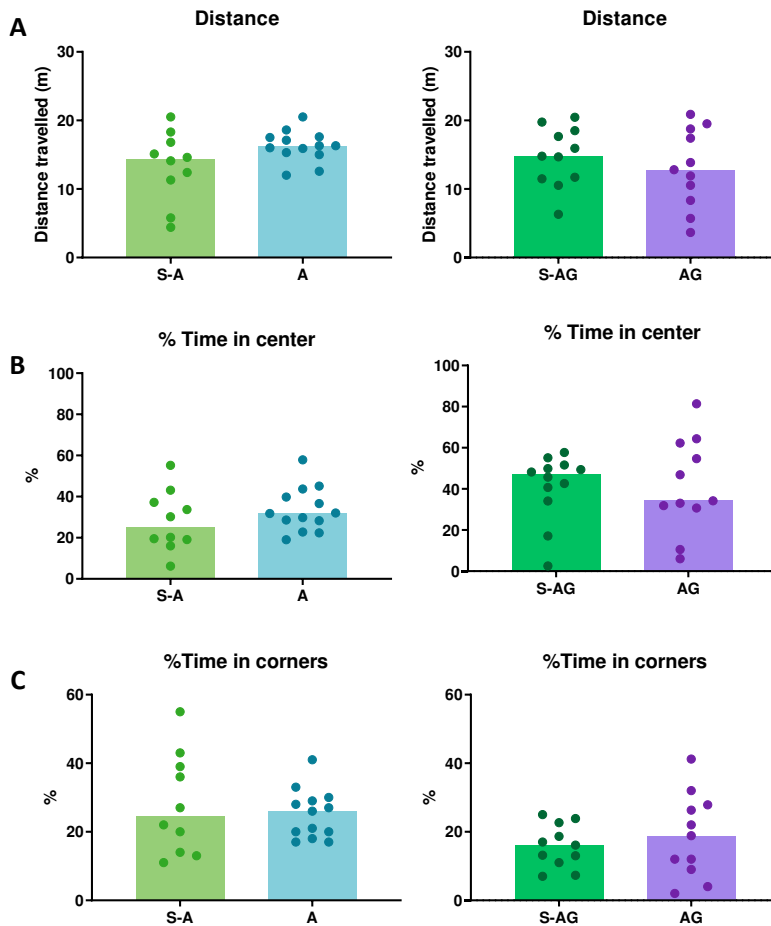 A
Distance
Distance travelled (m)
30
20
10
0
S-A
A
Distance
Distance travelled (m)
30
20
10
0
S-AG
AG
B
% Time in center
%
100
80
60
40
20
0
S-A
A
% Time in center
%
100
80
60
40
20
0
S-AG
AG
C
%Time in corners
%
60
40
20
0
S-A
A
%Time in corners
%
60
40
20
0
S-AG
AG